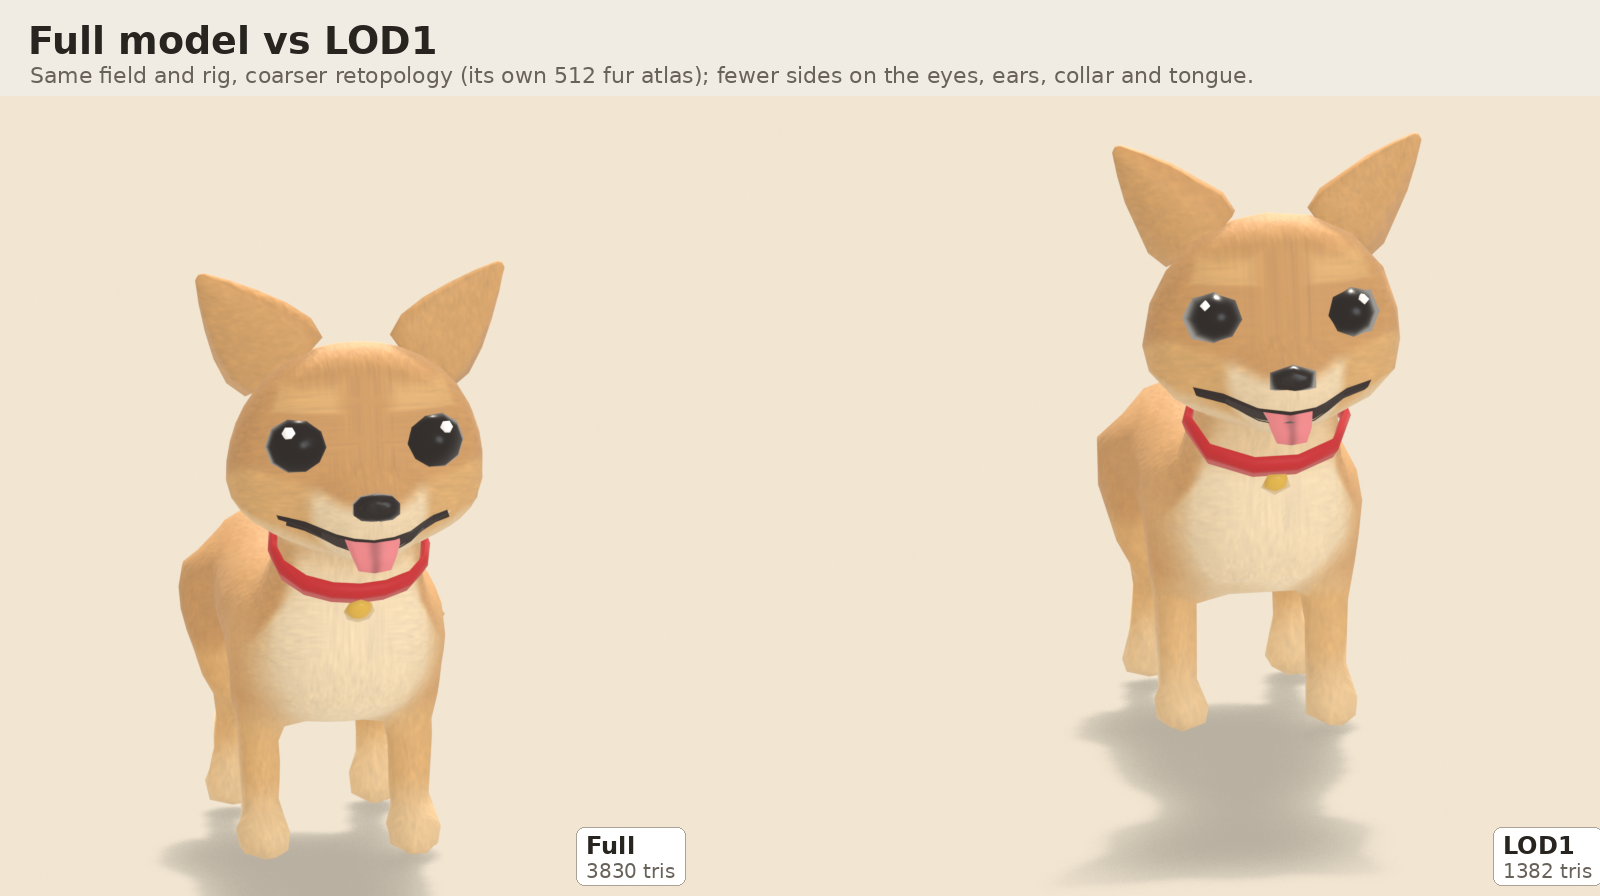 Full model vs LOD1
Same field and rig, coarser retopology (its own 512 fur atlas); fewer sides on the eyes, ears, collar and tongue.
Full
3830 tris
LOD1
1382 tris